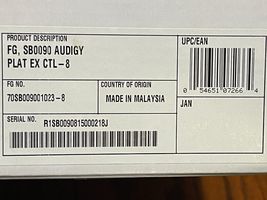 PRODUCT DESCRIPTION
FG, SB0090 AUDIGY
PLAT EX CTL-8
UPC/EAN
0 54651 07266 4
FG NO.
70SB009001023-8
COUNTRY OF ORIGIN
MADE IN MALAYSIA
JAN
SERIAL NO.
R1SB0090815000218J